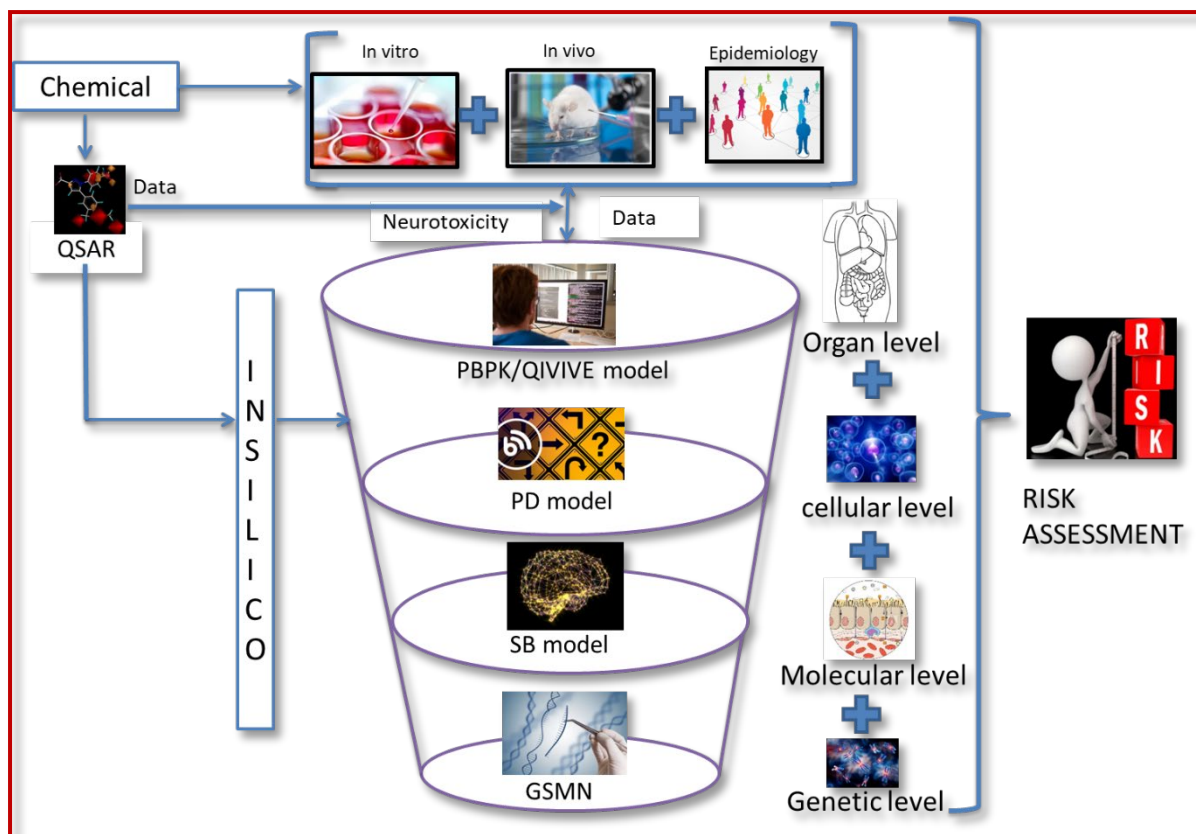 In vitro
In vivo
Epidemiology
Chemical
Data
Neurotoxicity
Data
QSAR
I
N
S
I
L
I
C
O
PBPK/QIVIVE model
PD model
?
SB model
GSMN
Organ level
cellular level
Molecular level
Genetic level
R
I
S
K
RISK
ASSESSMENT